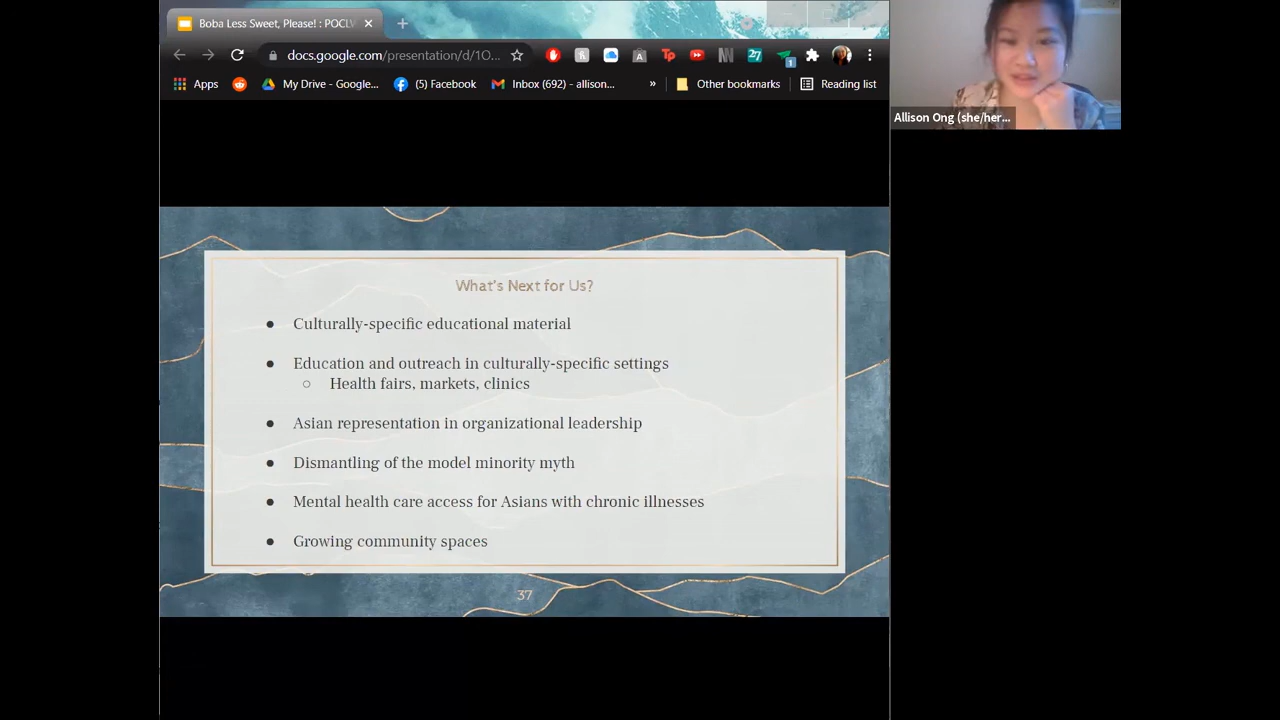 Boba Less Sweet, Please! : POCLW
docs.google.com/presentation/d/1O...
Apps
My Drive - Google...
(5) Facebook
Inbox (692) - allison...
»
Other bookmarks
Reading list
Allison Ong (she/her...
What's Next for Us?
● Culturally-specific educational material
● Education and outreach in culturally-specific settings
○ Health fairs, markets, clinics
● Asian representation in organizational leadership
● Dismantling of the model minority myth
● Mental health care access for Asians with chronic illnesses
● Growing community spaces
37